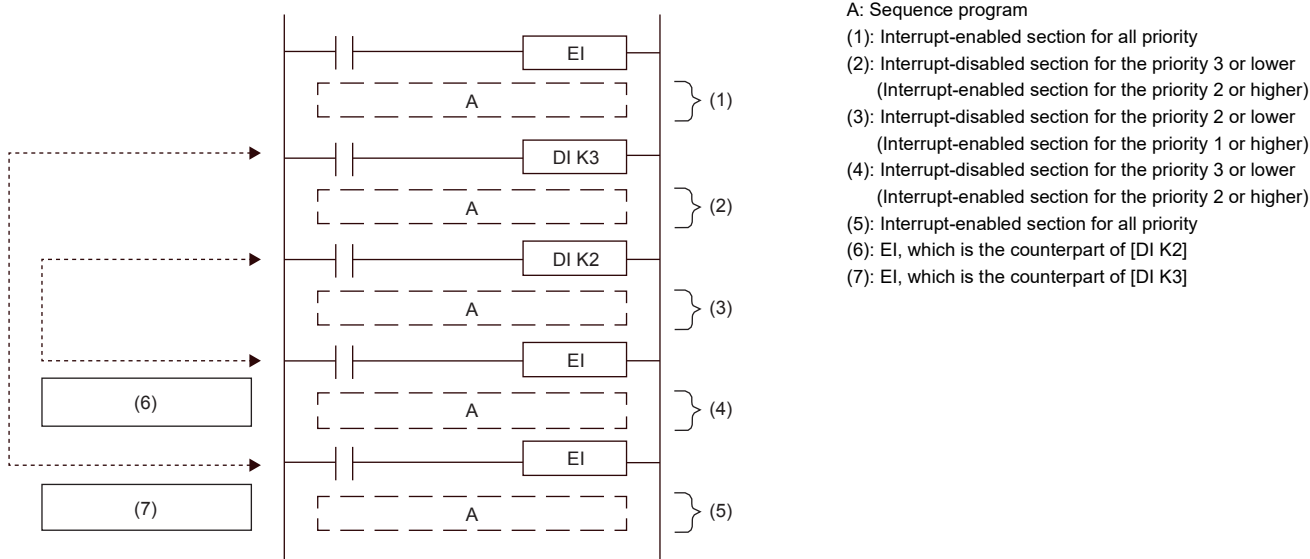 EI
A
(1)
DI K3
A
(2)
DI K2
A
(3)
EI
(6)
A
(4)
EI
(7)
A
(5)
A: Sequence program
(1): Interrupt-enabled section for all priority
(2): Interrupt-disabled section for the priority 3 or lower
(Interrupt-enabled section for the priority 2 or higher)
(3): Interrupt-disabled section for the priority 2 or lower
(Interrupt-enabled section for the priority 1 or higher)
(4): Interrupt-disabled section for the priority 3 or lower
(Interrupt-enabled section for the priority 2 or higher)
(5): Interrupt-enabled section for all priority
(6): EI, which is the counterpart of [DI K2]
(7): EI, which is the counterpart of [DI K3]